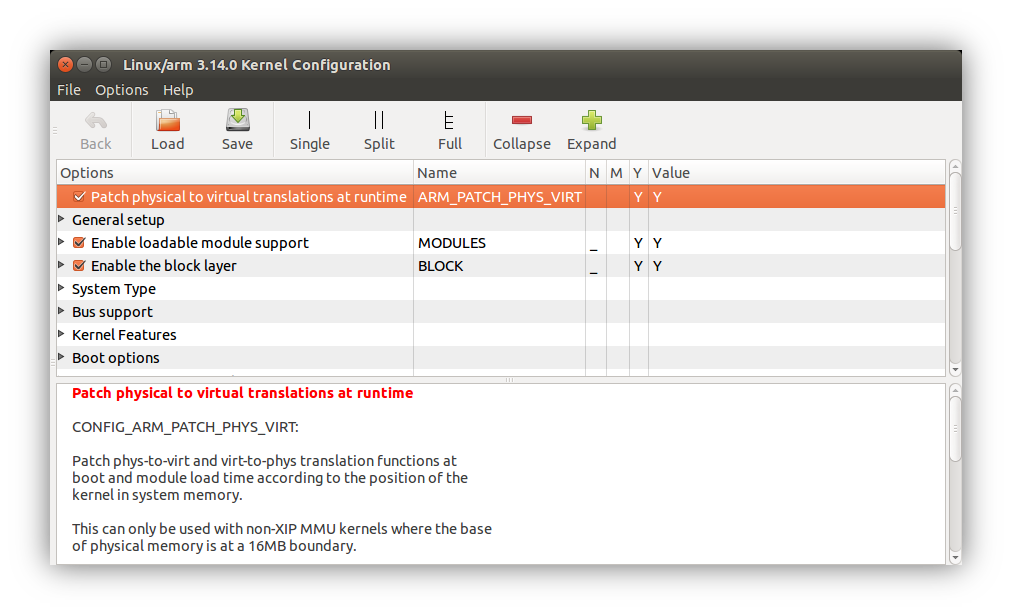 Linux/arm 3.14.0 Kernel Configuration
File Options Help
Back Load Save Single Split Full Collapse Expand
Options Name N M Y Value
Patch physical to virtual translations at runtime ARM_PATCH_PHYS_VIRT Y Y
General setup
Enable loadable module support MODULES _ Y Y
Enable the block layer BLOCK _ Y Y
System Type
Bus support
Kernel Features
Boot options
Patch physical to virtual translations at runtime
CONFIG_ARM_PATCH_PHYS_VIRT:
Patch phys-to-virt and virt-to-phys translation functions at
boot and module load time according to the position of the
kernel in system memory.
This can only be used with non-XIP MMU kernels where the base
of physical memory is at a 16MB boundary.